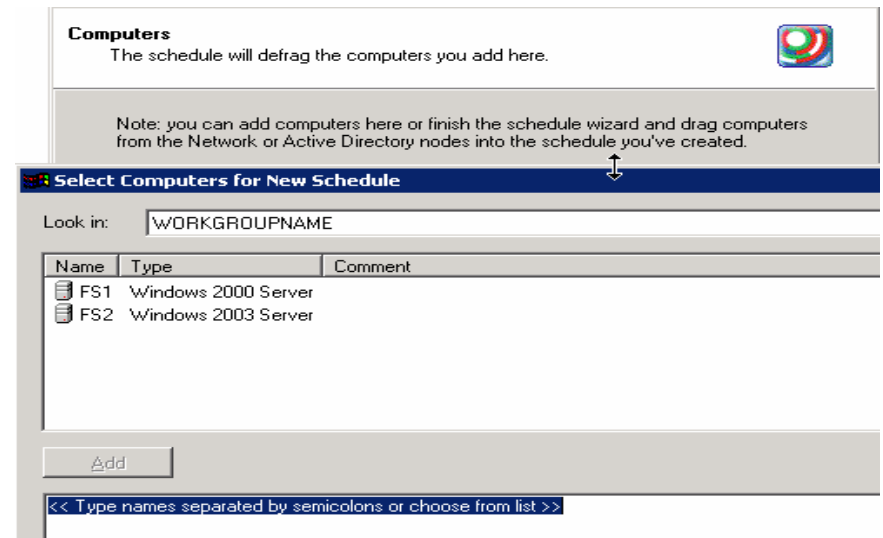 Computers
The schedule will defrag the computers you add here.
Note: you can add computers here or finish the schedule wizard and drag computers
from the Network or Active Directory nodes into the schedule you've created.
Select Computers for New Schedule
Look in: WORKGROUPNAME
Name Type Comment
FS1 Windows 2000 Server
FS2 Windows 2003 Server
Add
<< Type names separated by semicolons or choose from list >>